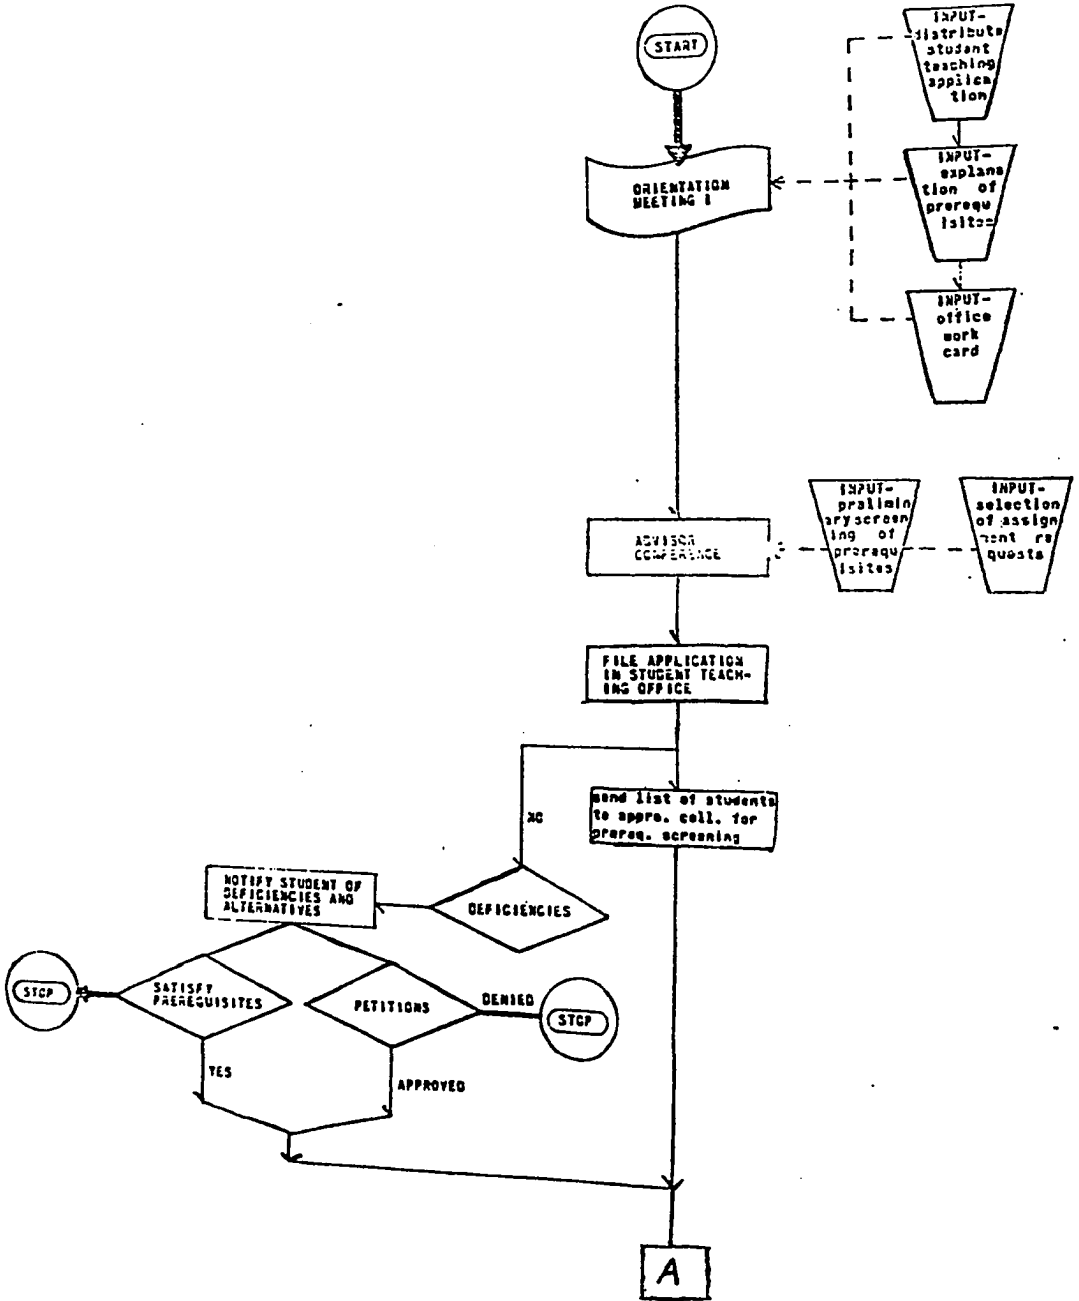 START
INPUT-
distribute
student
teaching
applica
tion
ORIENTATION
MEETING I
INPUT-
explana
tion of
prerequ
isites
INPUT-
office
work
card
ADVISOR
CONFERENCE
INPUT-
prelimin
aryscreen
ing of
prerequ
isites
INPUT-
selection
of assign
ment re
quests
FILE APPLICATION
IN STUDENT TEACH-
ING OFFICE
send list of students
to appro. coll. for
prereq. screening
NO
NOTIFY STUDENT OF
DEFICIENCIES AND
ALTERNATIVES
DEFICIENCIES
STOP
SATISFY
PREREQUISITES
PETITIONS
DENIED
STOP
YES
APPROVED
A